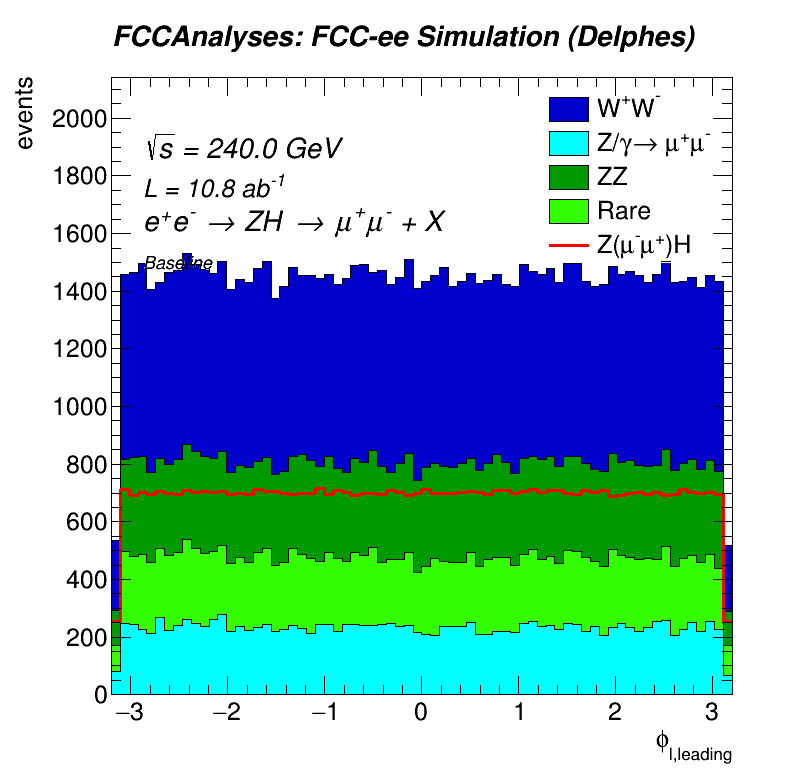 FCCAnalyses: FCC-ee Simulation (Delphes)
events
2000
1800
1600
1400
1200
1000
800
600
400
200
0
√s = 240.0 GeV
L = 10.8 ab⁻¹
e⁺e⁻ → ZH → μ⁺μ⁻ + X
Baseline
W⁺W⁻
Z/γ→ μ⁺μ⁻
ZZ
Rare
Z(μ⁻μ⁺)H
−3 −2 −1 0 1 2 3
ϕ_l,leading